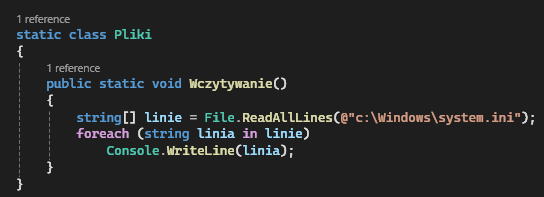 1 reference
static class Pliki
{
1 reference
public static void Wczytywanie()
{
string[] linie = File.ReadAllLines(@"c:\Windows\system.ini");
foreach (string linia in linie)
Console.WriteLine(linia);
}
}